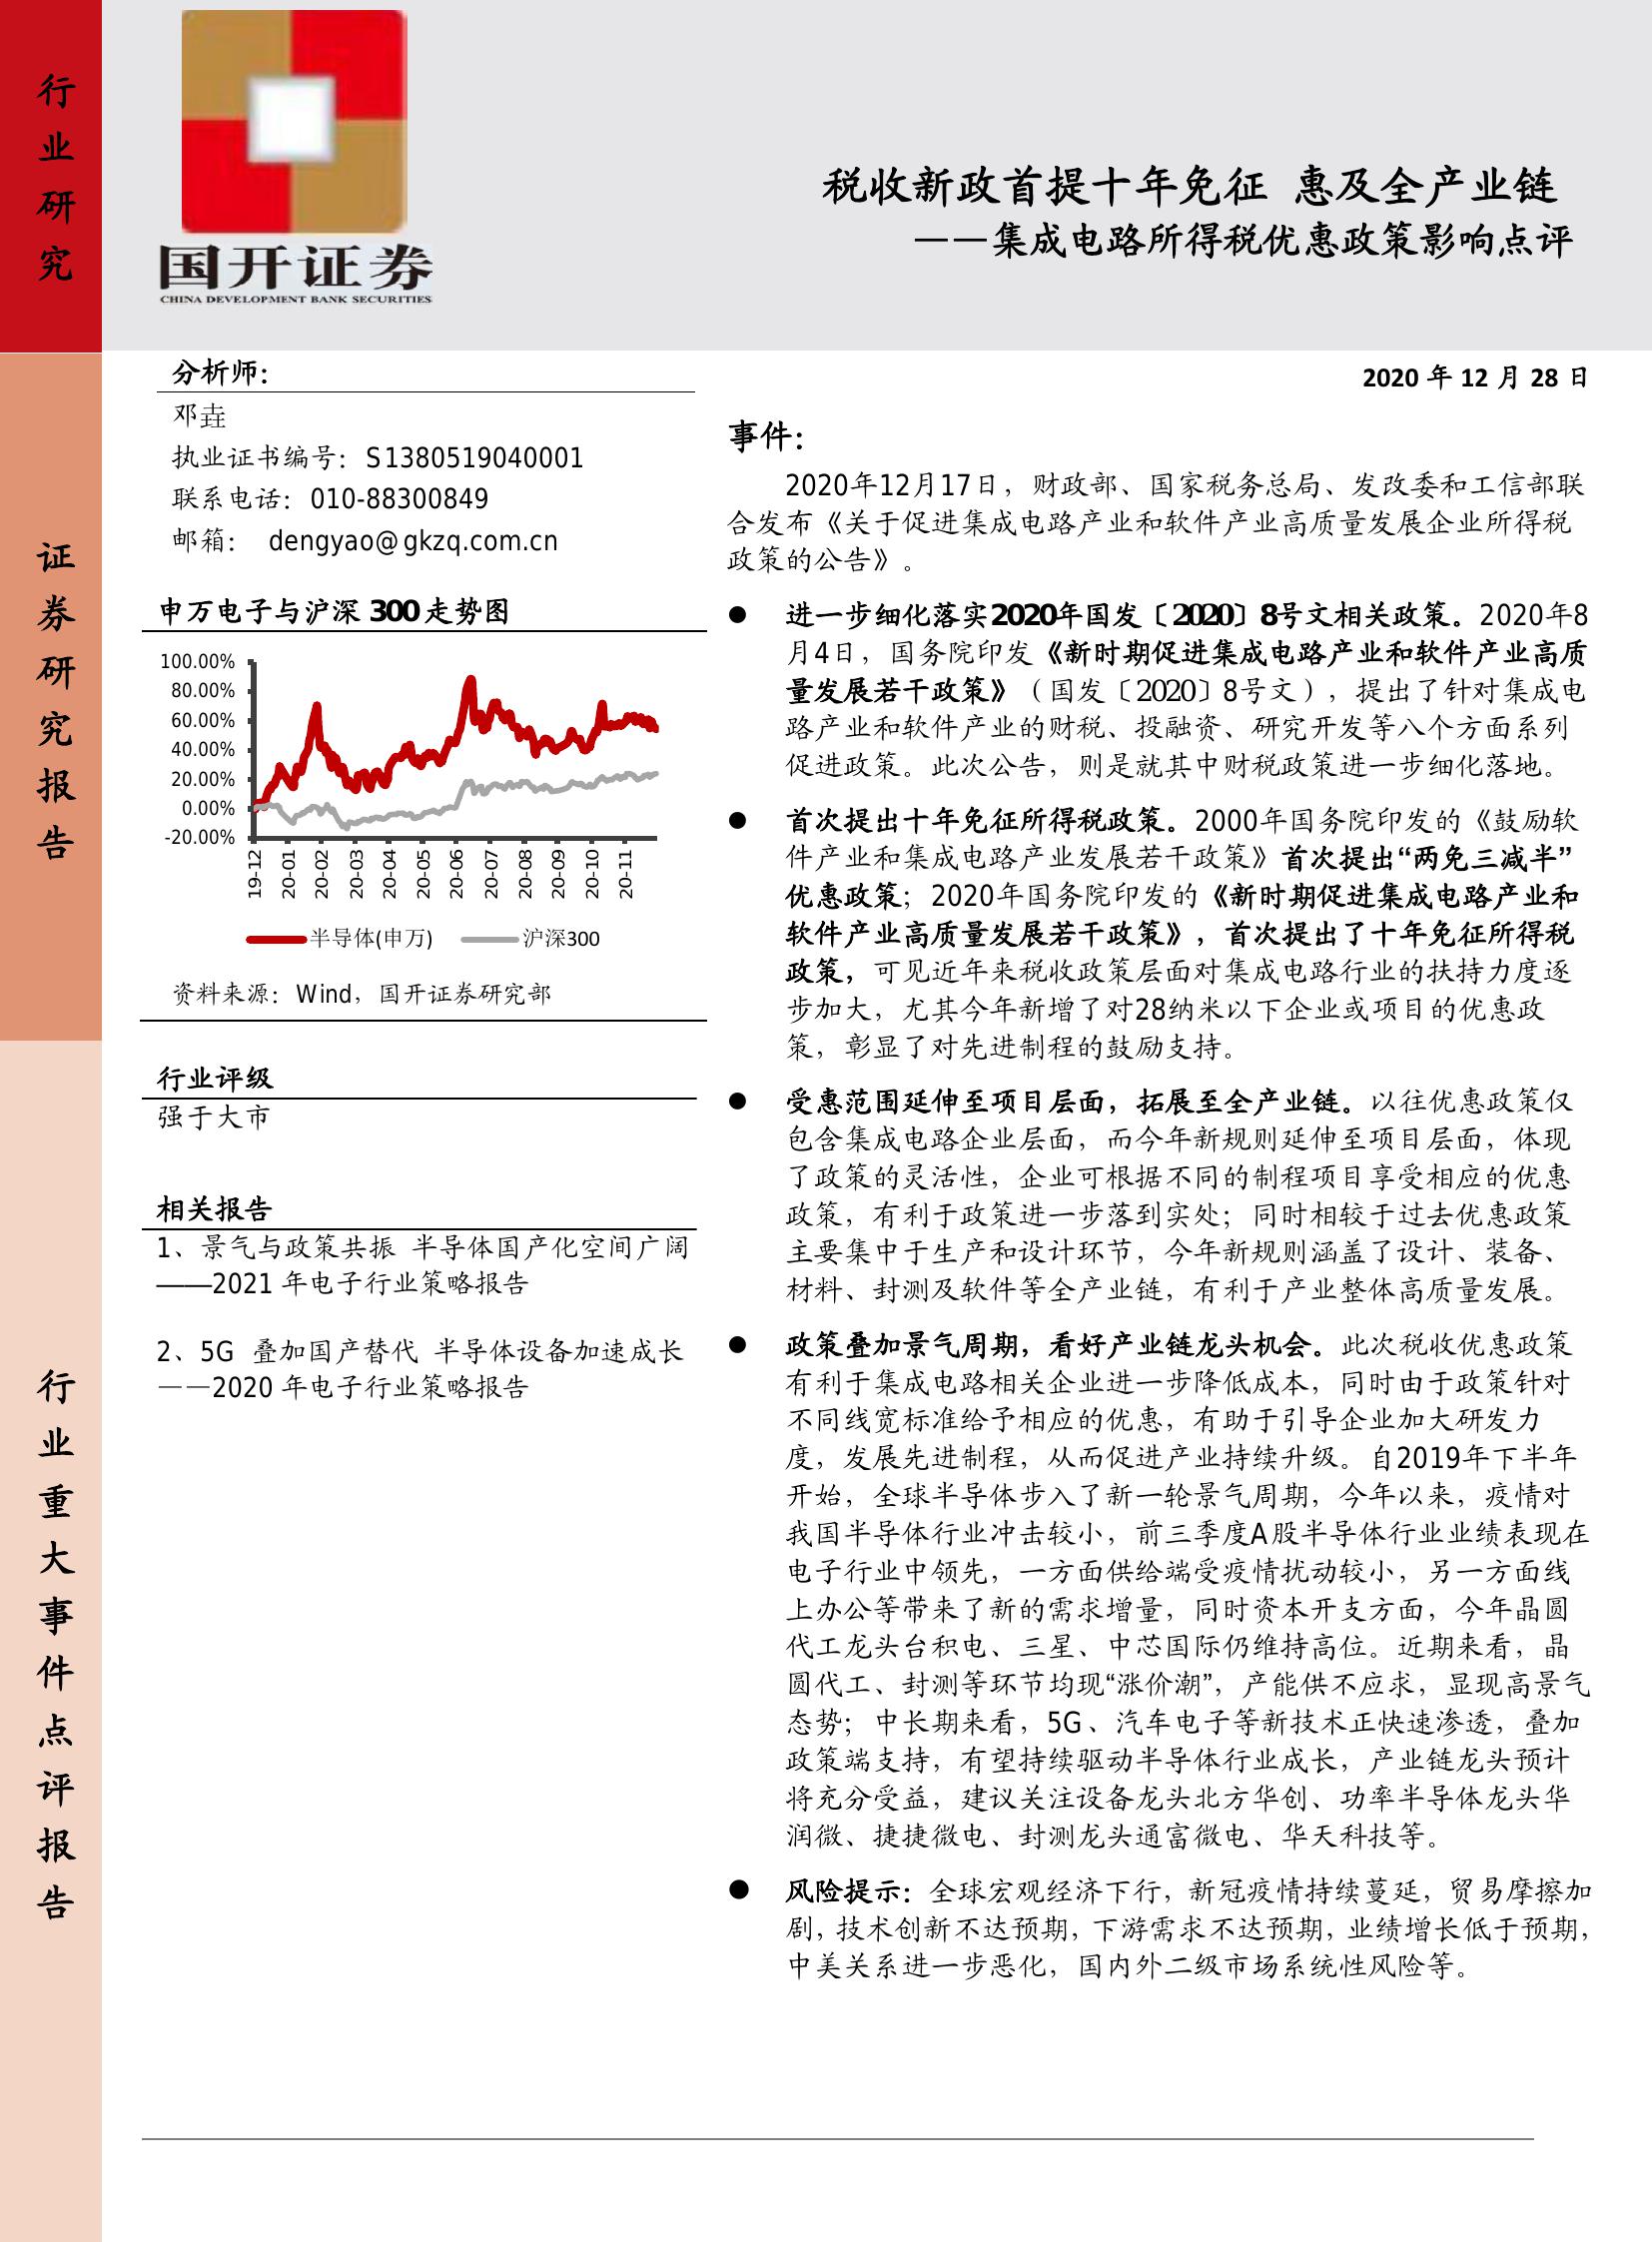 行业研究
证券研究报告
行业重大事件点评报告
国开证券
CHINA DEVELOPMENT BANK SECURITIES
税收新政首提十年免征 惠及全产业链
——集成电路所得税优惠政策影响点评
分析师：
邓垚
执业证书编号：S1380519040001
联系电话：010-88300849
邮箱： dengyao@gkzq.com.cn
申万电子与沪深 300 走势图
100.00%
80.00%
60.00%
40.00%
20.00%
0.00%
-20.00%
19-12
20-01
20-02
20-03
20-04
20-05
20-06
20-07
20-08
20-09
20-10
20-11
半导体(申万) 沪深300
资料来源：Wind，国开证券研究部
行业评级
强于大市
相关报告
1、景气与政策共振 半导体国产化空间广阔
——2021 年电子行业策略报告
2、5G 叠加国产替代 半导体设备加速成长
——2020 年电子行业策略报告
2020 年 12 月 28 日
事件：
2020年12月17日，财政部、国家税务总局、发改委和工信部联
合发布《关于促进集成电路产业和软件产业高质量发展企业所得税
政策的公告》。
● 进一步细化落实2020年国发〔2020〕8号文相关政策。2020年8
月4日，国务院印发《新时期促进集成电路产业和软件产业高质
量发展若干政策》（国发〔2020〕8号文），提出了针对集成电
路产业和软件产业的财税、投融资、研究开发等八个方面系列
促进政策。此次公告，则是就其中财税政策进一步细化落地。
● 首次提出十年免征所得税政策。2000年国务院印发的《鼓励软
件产业和集成电路产业发展若干政策》首次提出“两免三减半”
优惠政策；2020年国务院印发的《新时期促进集成电路产业和
软件产业高质量发展若干政策》，首次提出了十年免征所得税
政策，可见近年来税收政策层面对集成电路行业的扶持力度逐
步加大，尤其今年新增了对28纳米以下企业或项目的优惠政
策，彰显了对先进制程的鼓励支持。
● 受惠范围延伸至项目层面，拓展至全产业链。以往优惠政策仅
包含集成电路企业层面，而今年新规则延伸至项目层面，体现
了政策的灵活性，企业可根据不同的制程项目享受相应的优惠
政策，有利于政策进一步落到实处；同时相较于过去优惠政策
主要集中于生产和设计环节，今年新规则涵盖了设计、装备、
材料、封测及软件等全产业链，有利于产业整体高质量发展。
● 政策叠加景气周期，看好产业链龙头机会。此次税收优惠政策
有利于集成电路相关企业进一步降低成本，同时由于政策针对
不同线宽标准给予相应的优惠，有助于引导企业加大研发力
度，发展先进制程，从而促进产业持续升级。自2019年下半年
开始，全球半导体步入了新一轮景气周期，今年以来，疫情对
我国半导体行业冲击较小，前三季度A股半导体行业业绩表现在
电子行业中领先，一方面供给端受疫情扰动较小，另一方面线
上办公等带来了新的需求增量，同时资本开支方面，今年晶圆
代工龙头台积电、三星、中芯国际仍维持高位。近期来看，晶
圆代工、封测等环节均现“涨价潮”，产能供不应求，显现高景气
态势；中长期来看，5G、汽车电子等新技术正快速渗透，叠加
政策端支持，有望持续驱动半导体行业成长，产业链龙头预计
将充分受益，建议关注设备龙头北方华创、功率半导体龙头华
润微、捷捷微电、封测龙头通富微电、华天科技等。
● 风险提示：全球宏观经济下行，新冠疫情持续蔓延，贸易摩擦加
剧，技术创新不达预期，下游需求不达预期，业绩增长低于预期，
中美关系进一步恶化，国内外二级市场系统性风险等。